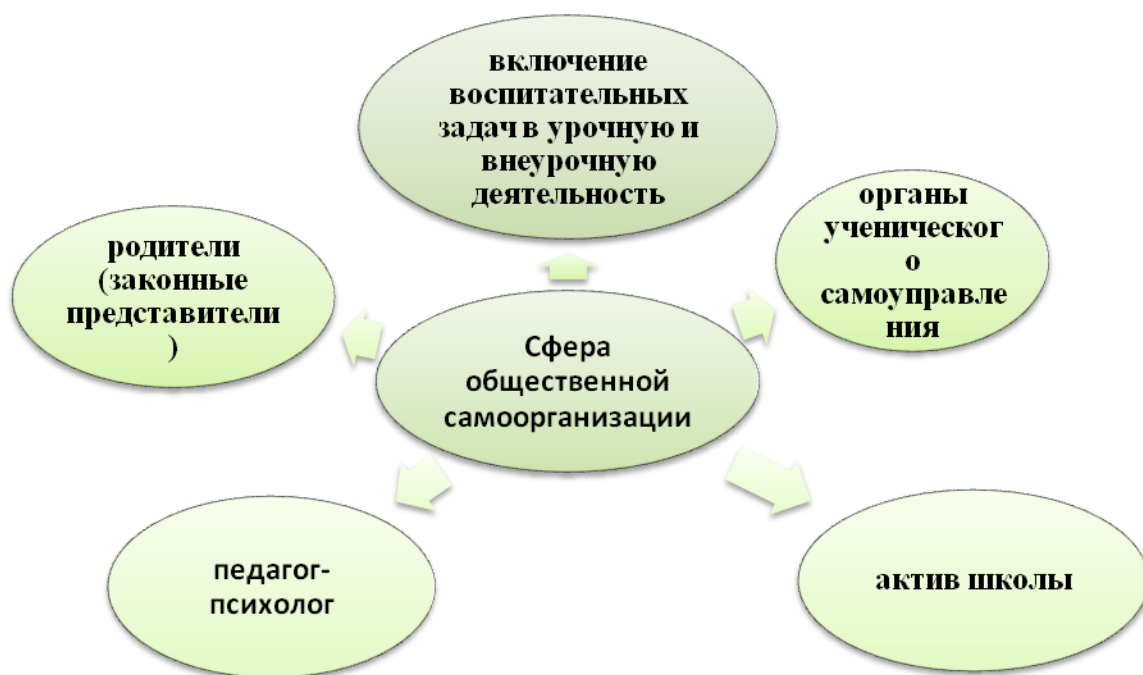 включение
воспитательных
задач в урочную и
внеурочную
деятельность
органы
ученическог
о
самоуправле
ния
родители
(законные
представители
)
Сфера
общественной
самоорганизации
педагог-
психолог
актив школы